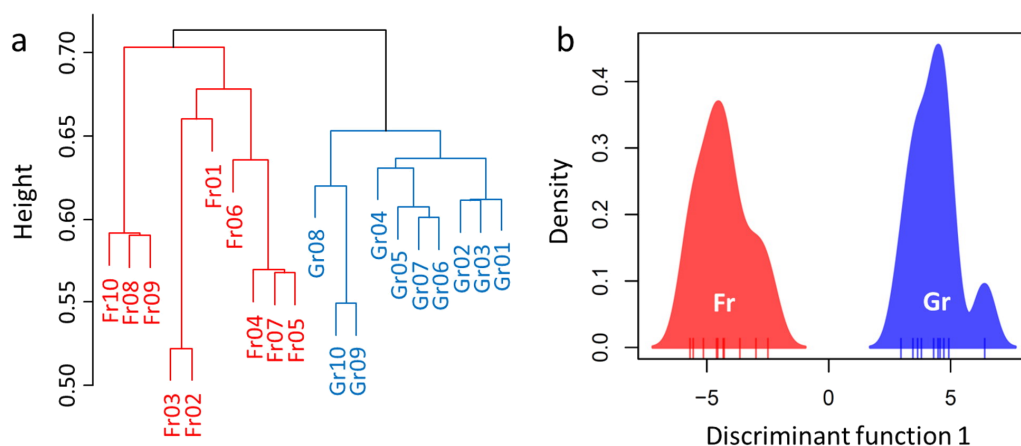 a
Height
0.70
0.65
0.60
0.55
0.50
Fr10
Fr08
Fr09
Fr03
Fr02
Fr01
Fr06
Fr04
Fr07
Fr05
Gr08
Gr10
Gr09
Gr04
Gr05
Gr07
Gr06
Gr02
Gr03
Gr01
b
Density
0.4
0.3
0.2
0.1
0.0
Fr
Gr
−5 0 5
Discriminant function 1